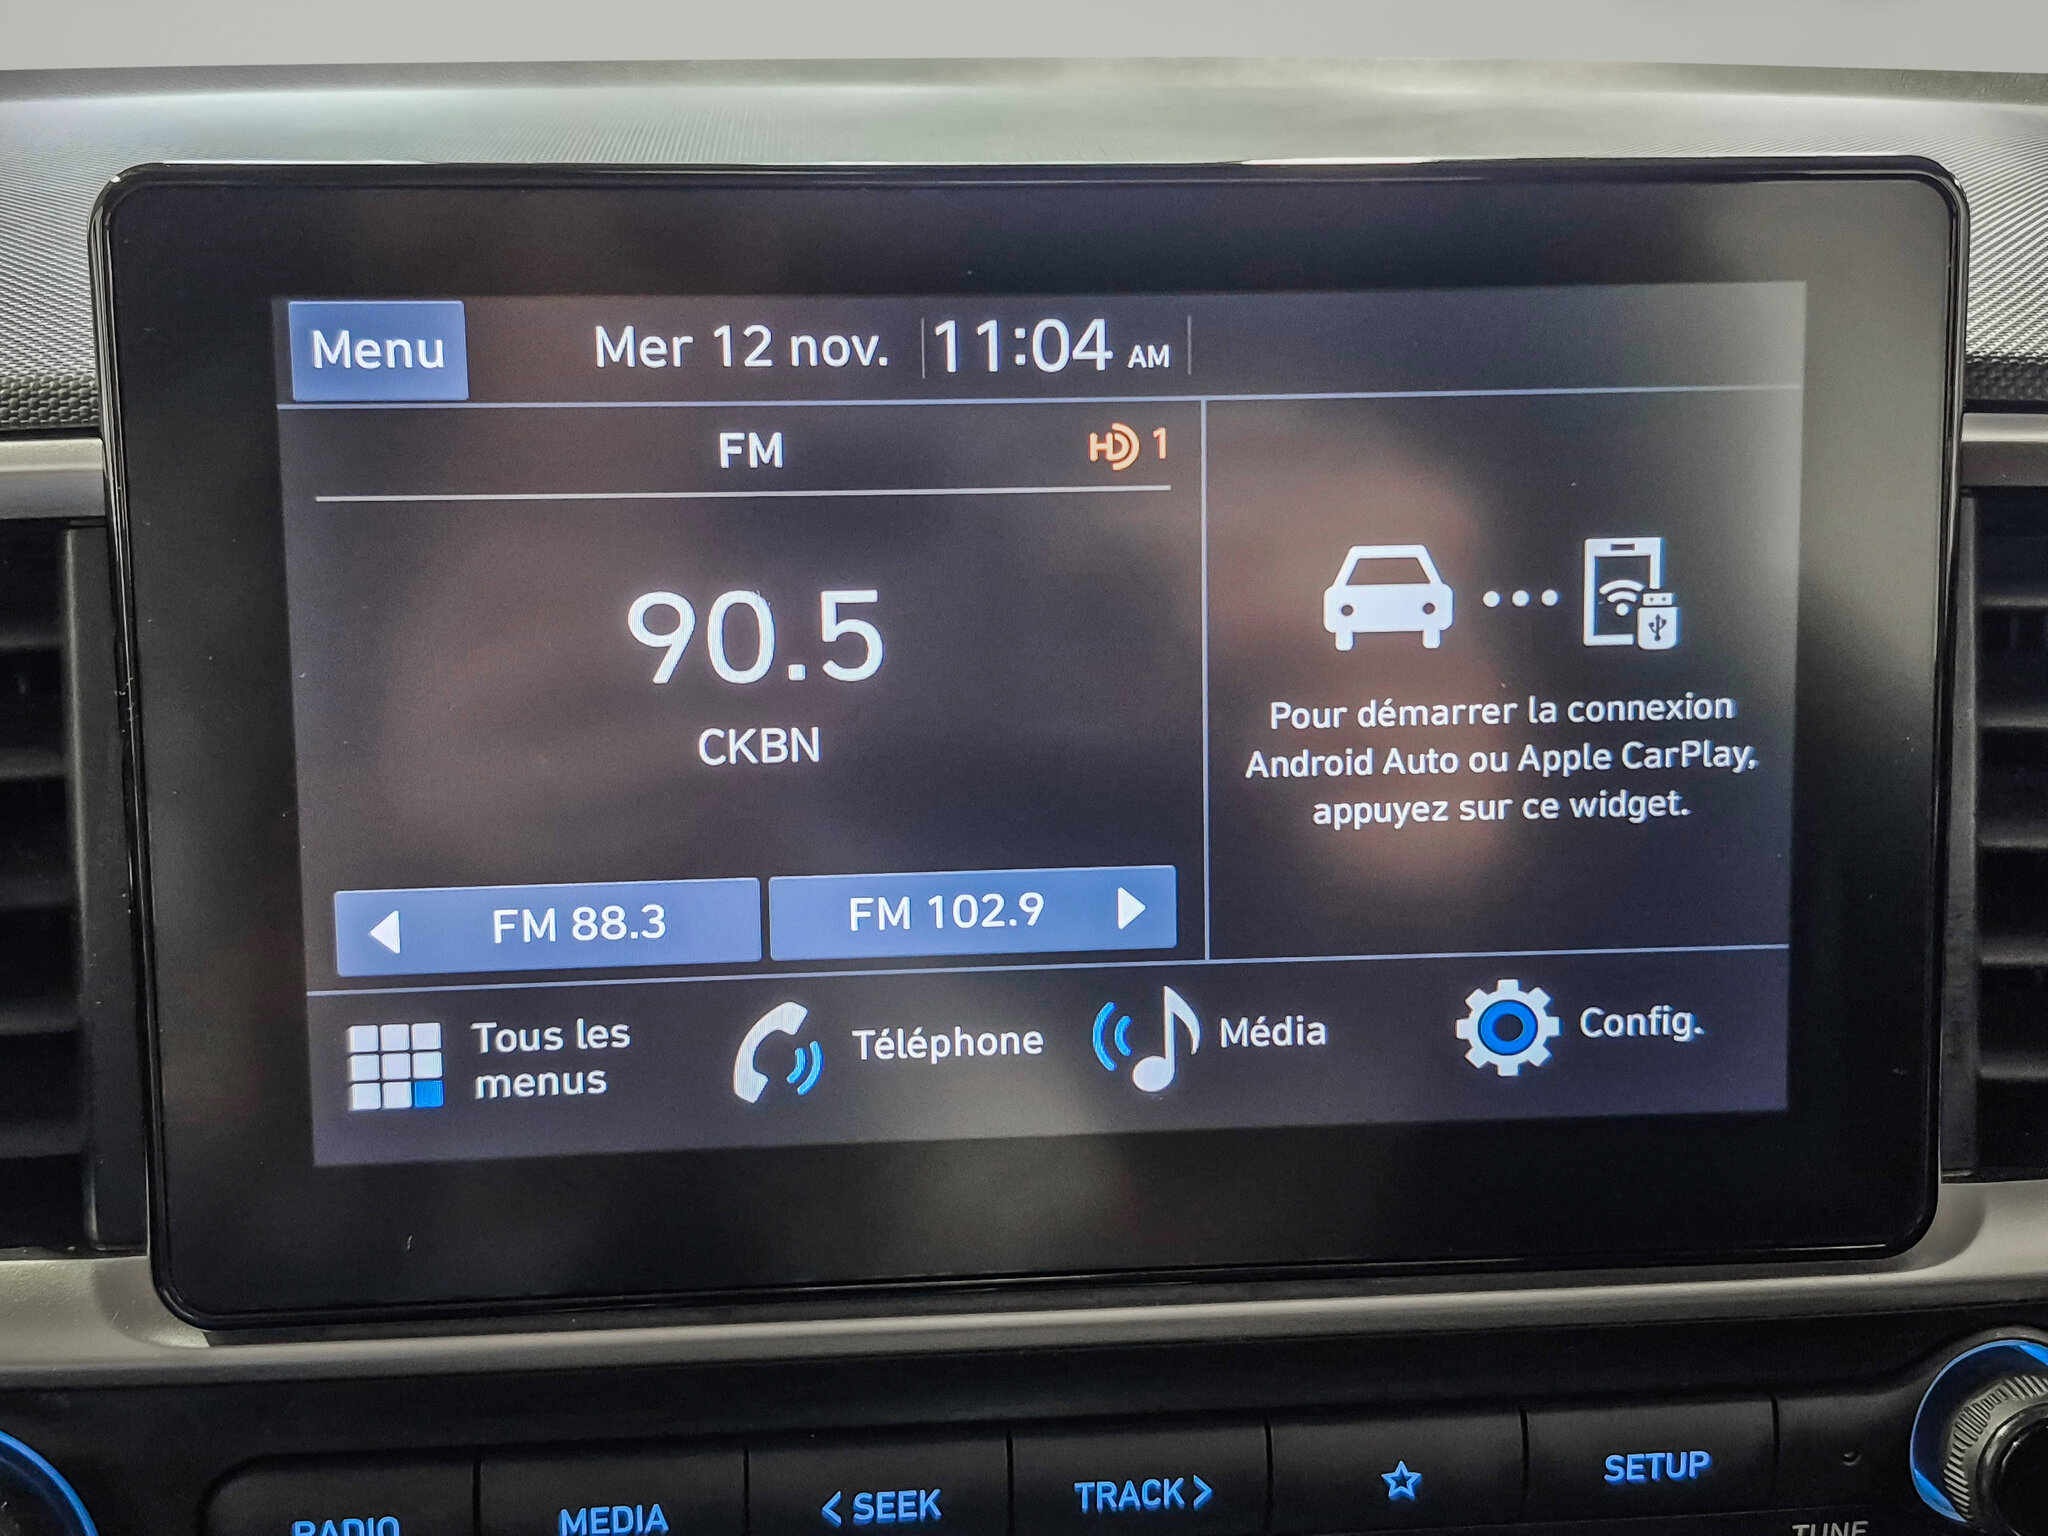 Menu
Mer 12 nov.
11:04 AM
FM
HD 1
90.5
CKBN
FM 88.3
FM 102.9
Pour démarrer la connexion
Android Auto ou Apple CarPlay,
appuyez sur ce widget.
Tous les
menus
Téléphone
Média
Config.
RADIO
MEDIA
< SEEK
TRACK >
SETUP
TUNE